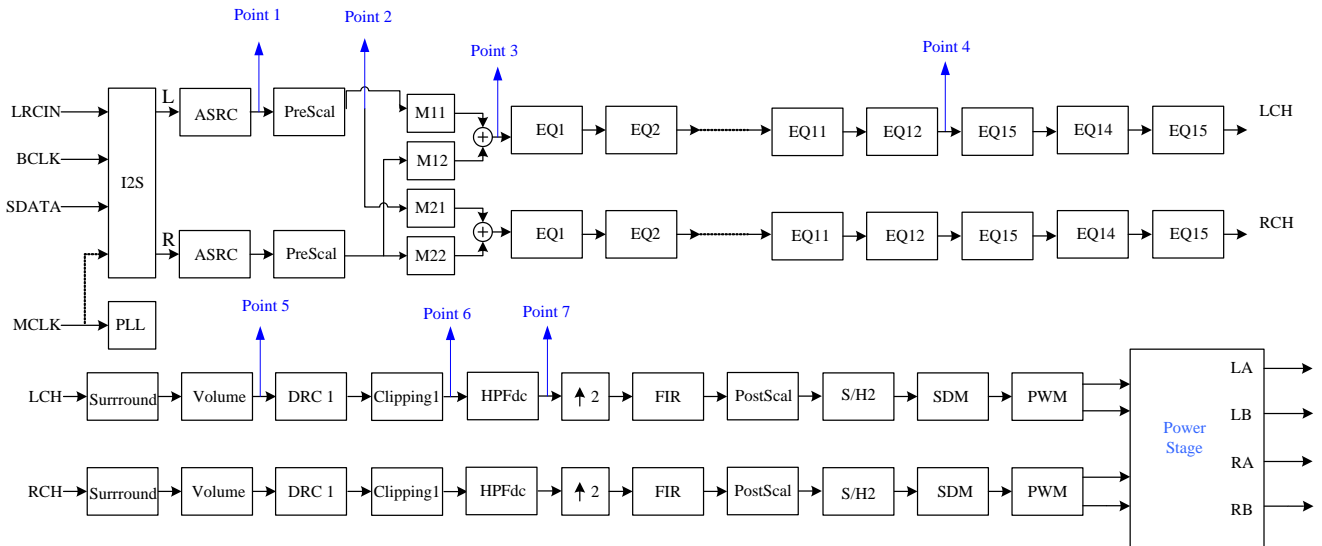 Point 1
Point 2
Point 3
Point 4
LRCIN
BCLK
SDATA
MCLK
I2S
PLL
L
ASRC
PreScal
M11
M12
EQ1
EQ2
EQ11
EQ12
EQ15
EQ14
EQ15
LCH
R
ASRC
PreScal
M21
M22
EQ1
EQ2
EQ11
EQ12
EQ15
EQ14
EQ15
RCH
Point 5
Point 6
Point 7
LCH
Surrround
Volume
DRC 1
Clipping1
HPFdc
2
FIR
PostScal
S/H2
SDM
PWM
RCH
Surrround
Volume
DRC 1
Clipping1
HPFdc
2
FIR
PostScal
S/H2
SDM
PWM
Power
Stage
LA
LB
RA
RB